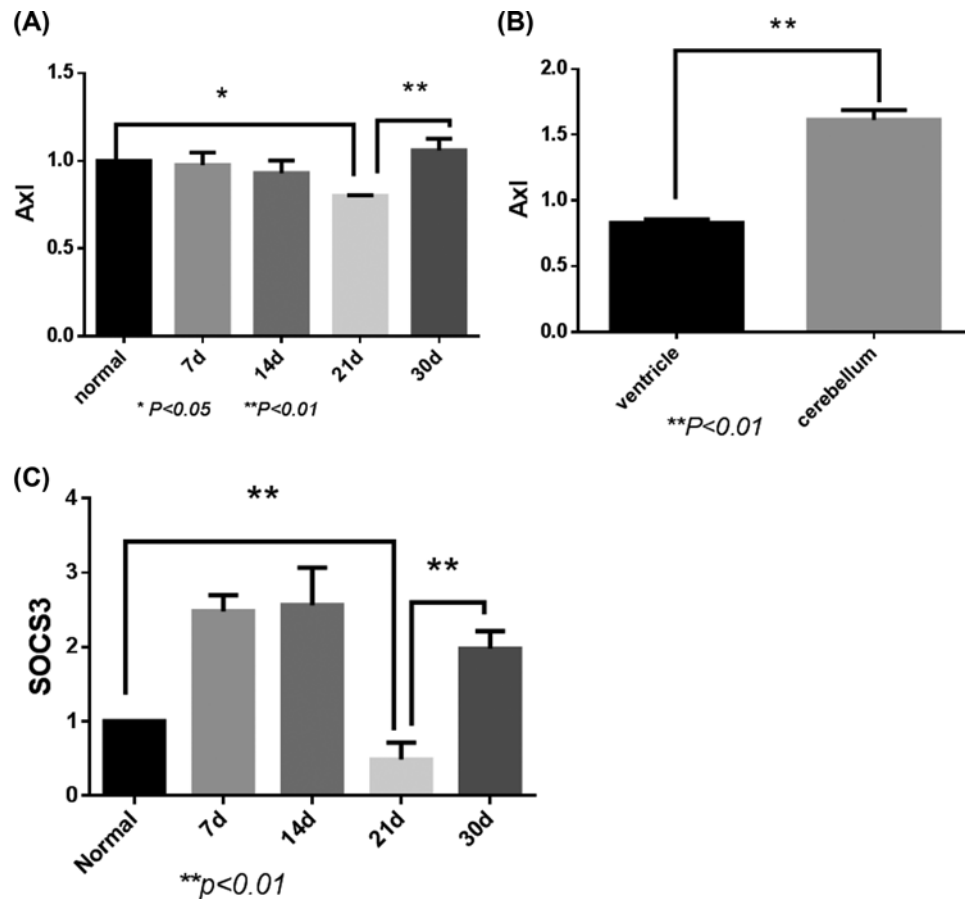 (A)
1.5
1.0
0.5
0.0
Axl
*
**
normal
7d
14d
21d
30d
* P<0.05 **P<0.01
(B)
2.0
1.5
1.0
0.5
0.0
Axl
**
ventricle
cerebellum
**P<0.01
(C)
4
3
2
1
0
SOCS3
**
**
Normal
7d
14d
21d
30d
**p<0.01